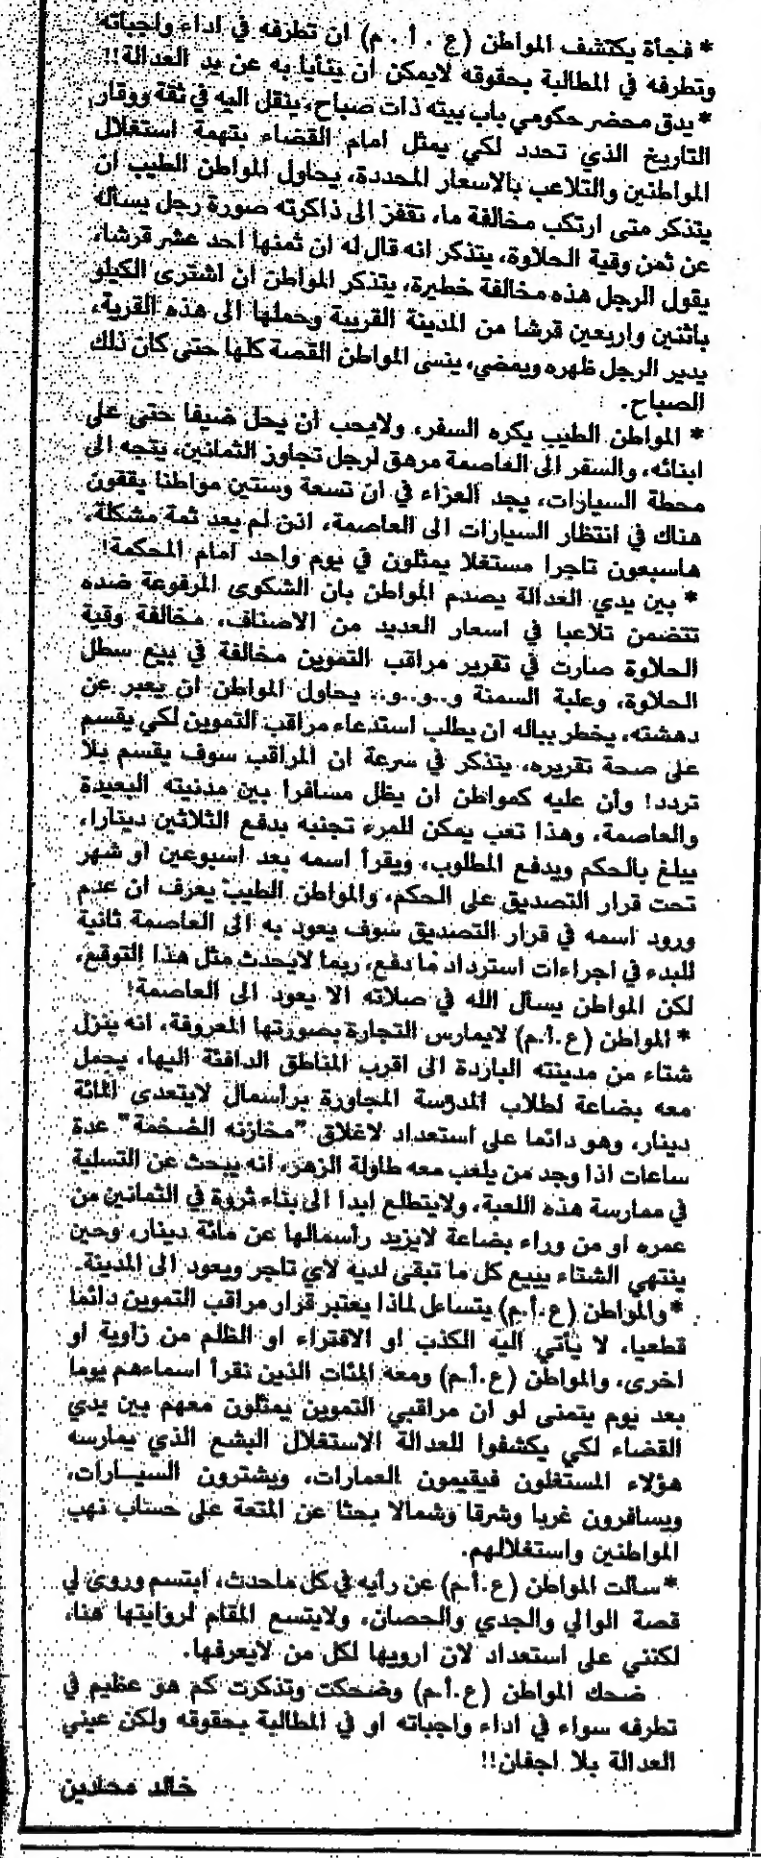 * فجأة يكتشف المواطن (ع . أ . م) ان تطرفه في اداء واجباته
وتطرفه في المطالبة بحقوقه لايمكن ان ينأيا به عن يد العدالة!!
* يدق محضر حكومي باب بيته ذات صباح، ينقل اليه في ثقة ووقار
التاريخ الذي تحدد لكي يمثل امام القضاء بتهمة استغلال
المواطنين والتلاعب بالاسعار المحددة، يحاول المواطن الطيب ان
يتذكر متى ارتكب مخالفة ما، تقفز الى ذاكرته صورة رجل يسأله
عن ثمن وقية الحلاوة، يتذكر انه قال له ان ثمنها احد عشر قرشا،
يقول الرجل هذه مخالفة خطيرة، يتذكر المواطن ان اشترى الكيلو
باثنين واربعين قرشا من المدينة القريبة وحملها الى هذه القرية،
يدير الرجل ظهره ويمضي، ينسى المواطن القصة كلها حتى كان ذلك
الصباح.
* المواطن الطيب يكره السفر، ولايحب ان يحل ضيفا حتى على
ابنائه، والسفر الى العاصمة مرهق لرجل تجاوز الثمانين، يتجه الى
محطة السيارات، يجد العزاء في ان تسعة وستين مواطنا يقفون
هناك في انتظار السيارات الى العاصمة، اذن لم يعد ثمة مشكلة،
هاسبعون تاجرا مستغلا يمثلون في يوم واحد امام المحكمة!
* بين يدي العدالة يصدم المواطن بان الشكوى المرفوعة ضده
تتضمن تلاعبا في اسعار العديد من الاصناف، مخالفة وقية
الحلاوة صارت في تقرير مراقب التموين مخالفة في بيع سطل
الحلاوة، وعلبة السمنة و..و..و.. يحاول المواطن ان يعبر عن
دهشته، يخطر بباله ان يطلب استدعاء مراقب التموين لكي يقسم
على صحة تقريره، يتذكر في سرعة ان المراقب سوف يقسم بلا
تردد! وأن عليه كمواطن ان يظل مسافرا بين مدنيته البعيدة
والعاصمة، وهذا تعب يمكن للمرء تجنبه بدفع الثلاثين دينارا،
يبلغ بالحكم ويدفع المطلوب، ويقرأ اسمه بعد اسبوعين او شهر
تحت قرار التصديق على الحكم، والمواطن الطيب يعرف ان عدم
ورود اسمه في قرار التصديق سوف يعود به الى العاصمة ثانية
للبدء في اجراءات استرداد ما دفع، ربما لايحدث مثل هذا التوقع،
لكن المواطن يسأل الله في صلاته الا يعود الى العاصمة!
* المواطن (ع.أ.م) لايمارس التجارة بصورتها المعروفة، انه ينزل
شتاء من مدينته الباردة الى اقرب المناطق الدافئة اليها، يحمل
معه بضاعة لطلاب المدرسة المجاورة برأسمال لايتعدى المائة
دينار، وهو دائما على استعداد لاغلاق "مخازنه الضخمة" عدة
ساعات اذا وجد من يلعب معه طاولة الزهر، انه يبحث عن التسلية
في ممارسة هذه اللعبة، ولايتطلع ابدا الى بناء ثروة في الثمانين من
عمره او من وراء بضاعة لايزيد رأسمالها عن مائة دينار، وحين
ينتهي الشتاء يبيع كل ما تبقى لديه لاي تاجر ويعود الى المدينة.
* والمواطن (ع.أ.م) يتساءل لماذا يعتبر قرار مراقب التموين دائما
قطعيا، لا يأتي اليه الكذب او الافتراء او الظلم من زاوية او
اخرى، والمواطن (ع.أ.م) ومعه المئات الذين نقرأ اسماءهم يوما
بعد يوم يتمنى لو ان مراقبي التموين يمثلون معهم بين يدي
القضاء لكي يكشفوا للعدالة الاستغلال البشع الذي يمارسه
هؤلاء المستغلون فيقيمون العمارات، ويشترون السيارات،
ويسافرون غربا وشرقا وشمالا بحثا عن المتعة على حساب نهب
المواطنين واستغلالهم.
* سألت المواطن (ع.أ.م) عن رأيه في كل ماحدث، ابتسم وروى لي
قصة الوالي والجدي والحصان، ولايتسع المقام لروايتها هنا،
لكنني على استعداد لان ارويها لكل من لايعرفها.
ضحك المواطن (ع.أ.م) وضحكت وتذكرت كم هو عظيم في
تطرفه سواء في اداء واجباته او في المطالبة بحقوقه ولكن عيني
العدالة بلا اجفان!!
خالد محادين